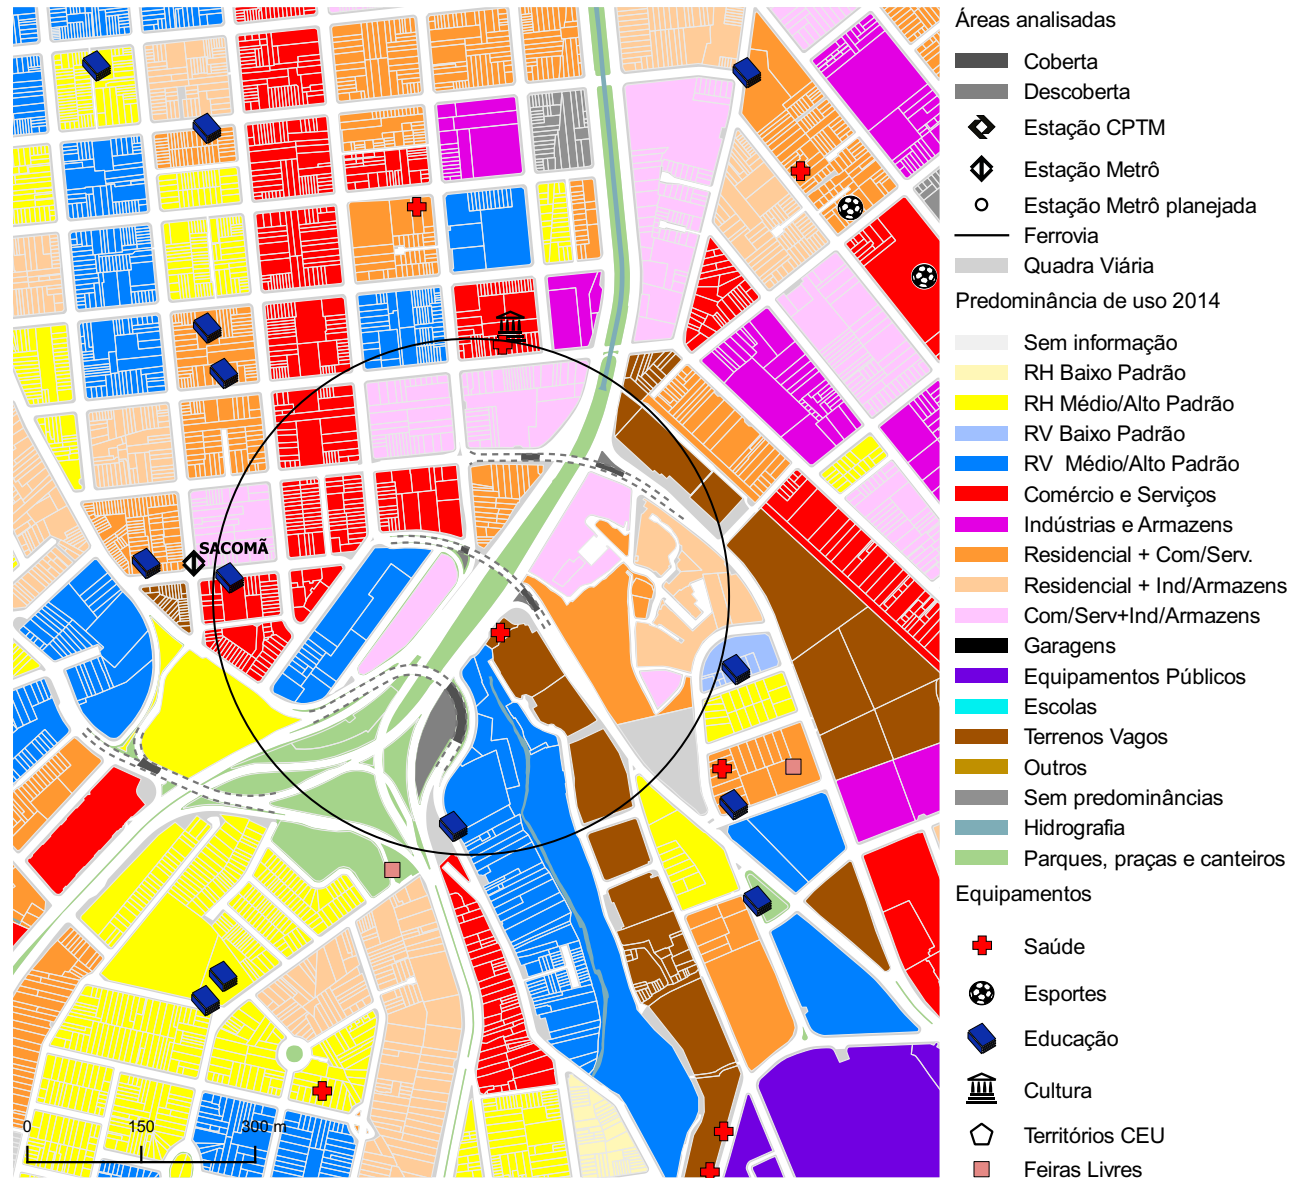 Áreas analisadas
Coberta
Descoberta
Estação CPTM
Estação Metrô
Estação Metrô planejada
Ferrovia
Quadra Viária
Predominância de uso 2014
Sem informação
RH Baixo Padrão
RH Médio/Alto Padrão
RV Baixo Padrão
RV Médio/Alto Padrão
Comércio e Serviços
Indústrias e Armazens
Residencial + Com/Serv.
Residencial + Ind/Armazens
Com/Serv+Ind/Armazens
Garagens
Equipamentos Públicos
Escolas
Terrenos Vagos
Outros
Sem predominâncias
Hidrografia
Parques, praças e canteiros
Equipamentos
Saúde
Esportes
Educação
Cultura
Territórios CEU
Feiras Livres
SACOMÃ
0 150 300 m